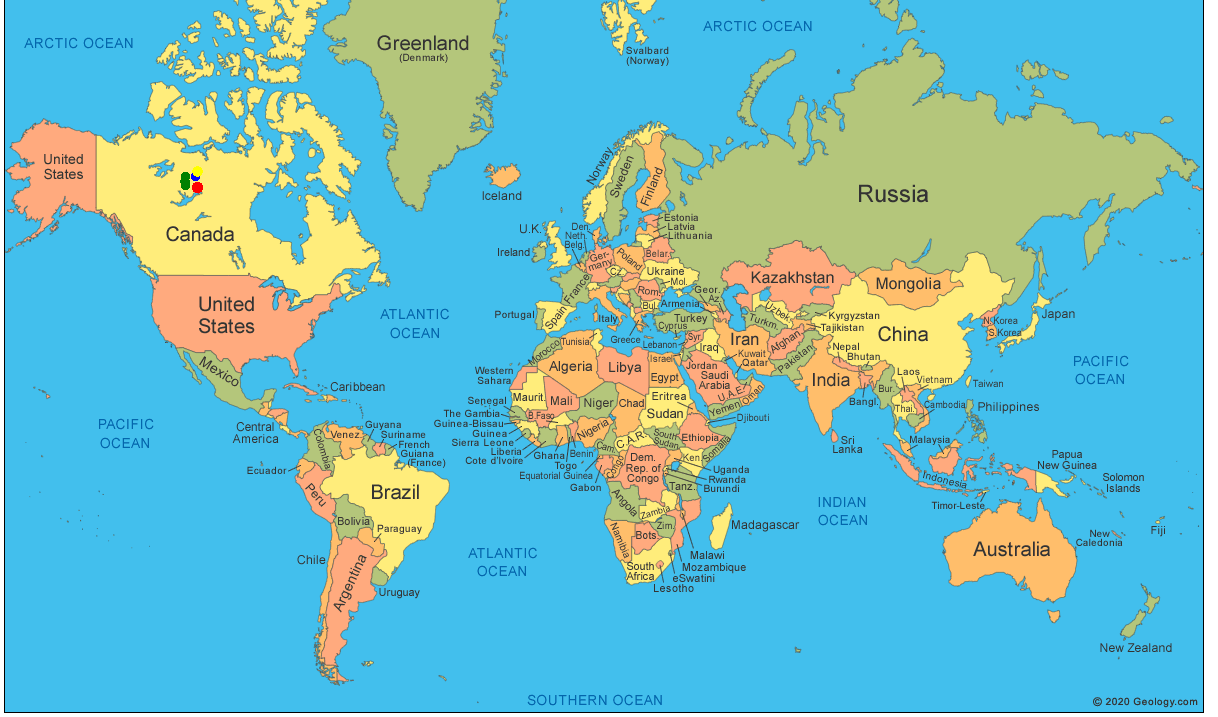 ARCTIC OCEAN
Greenland
(Denmark)
Svalbard
(Norway)
ARCTIC OCEAN
United
States
Canada
Iceland
Norway
Sweden
Finland
Russia
Estonia
Latvia
Lithuania
U.K.
Ireland
Den.
Neth.
Belg.
Ger-
many
Poland
Belar.
Cz.
Ukraine
Mol.
Rom.
Bul.
France
Spain
Portugal
Italy
Greece
Geor.
Az.
Armenia
Turkey
Cyprus
Lebanon
Israel
Syr.
Iraq
Jordan
Kuwait
Qatar
Saudi
Arabia
U.A.E.
Oman
Yemen
Iran
Kazakhstan
Uzbek.
Turkm.
Kyrgyzstan
Tajikistan
Afghan.
Pakistan
Mongolia
China
N.Korea
S.Korea
Japan
Nepal
Bhutan
India
Bangl.
Bur.
Laos
Vietnam
Thai.
Cambodia
Taiwan
Philippines
Malaysia
Sri
Lanka
Indonesia
Timor-Leste
Papua
New Guinea
Solomon
Islands
Fiji
New
Caledonia
Australia
New Zealand
PACIFIC
OCEAN
United
States
ATLANTIC
OCEAN
Mexico
Caribbean
Central
America
PACIFIC
OCEAN
Guyana
Suriname
French
Guiana
(France)
Venez.
Colombia
Ecuador
Peru
Brazil
Bolivia
Paraguay
Chile
Argentina
Uruguay
ATLANTIC
OCEAN
Morocco
Tunisia
Algeria
Libya
Egypt
Western
Sahara
Maurit.
Mali
Niger
Chad
Sudan
Eritrea
Djibouti
Senegal
The Gambia
Guinea-Bissau
Guinea
Sierra Leone
Liberia
Cote d'Ivoire
B.Faso
Ghana
Togo
Benin
Nigeria
Cam.
C.A.R.
South
Sudan
Ethiopia
Somalia
Equatorial Guinea
Gabon
Dem.
Rep. of
Congo
Ken.
Uganda
Rwanda
Burundi
Tanz.
Angola
Zambia
Zim.
Namibia
Bots.
South
Africa
Malawi
Mozambique
eSwatini
Lesotho
Madagascar
INDIAN
OCEAN
SOUTHERN OCEAN
© 2020 Geology.com